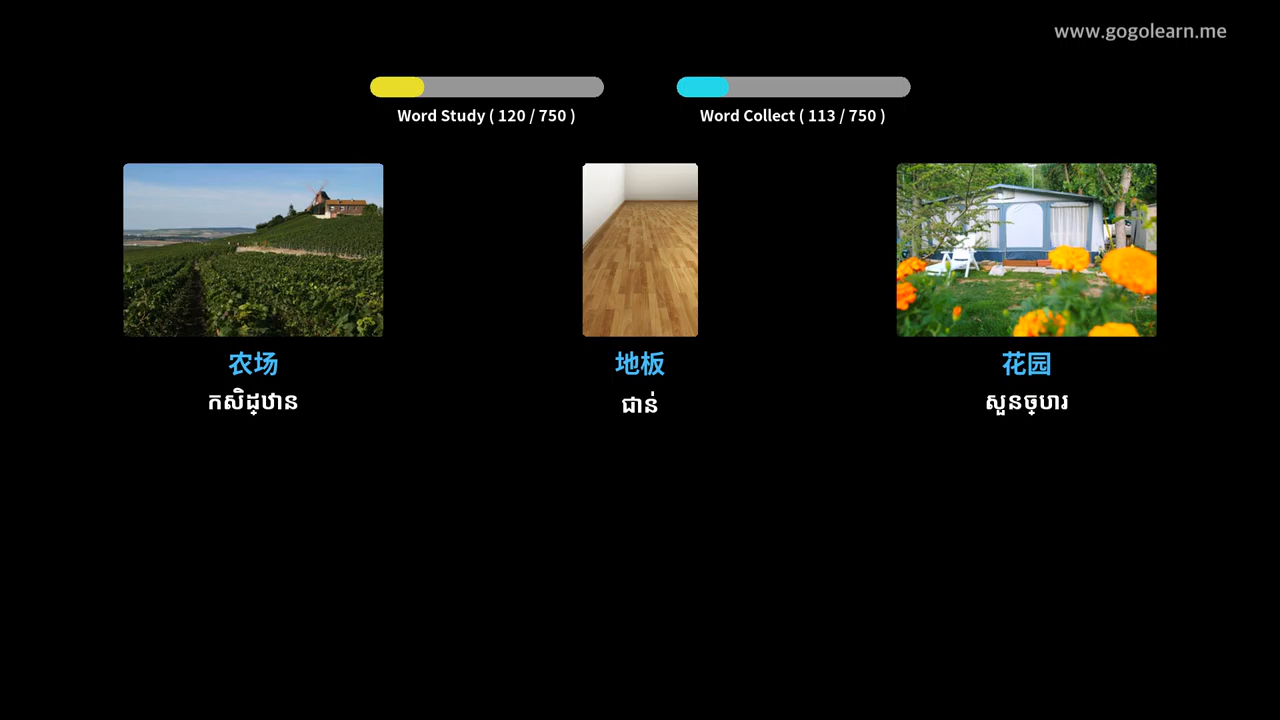 www.gogolearn.me
Word Study ( 120 / 750 )
Word Collect ( 113 / 750 )
农场
地板
花园
កសិដ្ឋាន
ជាន់
សួនច្បារ